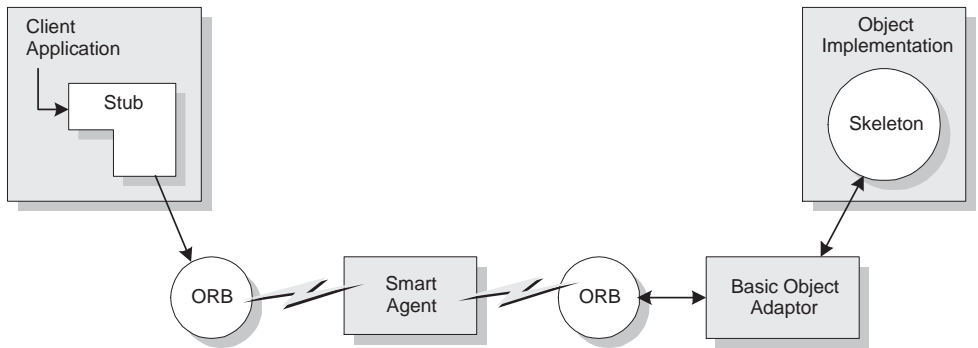 Client
Application
Stub
Object
Implementation
Skeleton
ORB
Smart
Agent
ORB
Basic Object
Adaptor